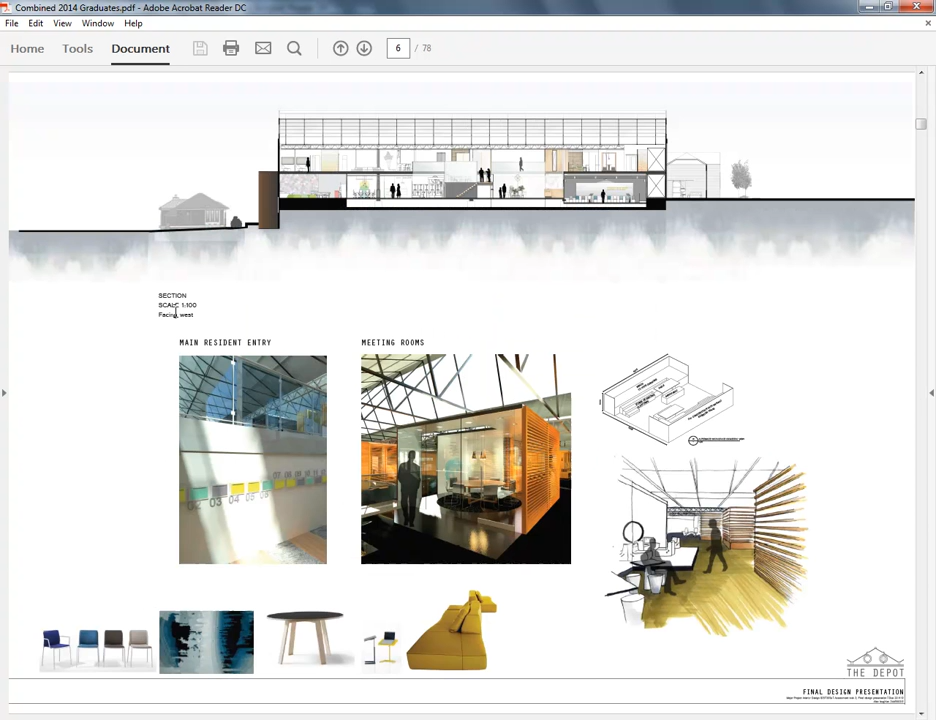 Combined 2014 Graduates.pdf - Adobe Acrobat Reader DC
File Edit View Window Help
Home Tools Document 6 / 78
SECTION
SCALE 1:100
Facing west
MAIN RESIDENT ENTRY
MEETING ROOMS
02 03 04 05 06
THE DEPOT
FINAL DESIGN PRESENTATION